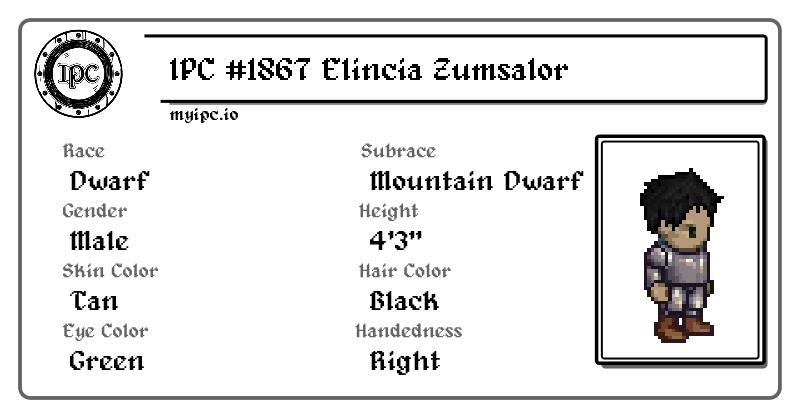 IPC
IPC #1867 Elincia Zumsalor
myipc.io
Race
Subrace
Dwarf
Mountain Dwarf
Gender
Height
Male
4'3"
Skin Color
Hair Color
Tan
Black
Eye Color
Handedness
Green
Right